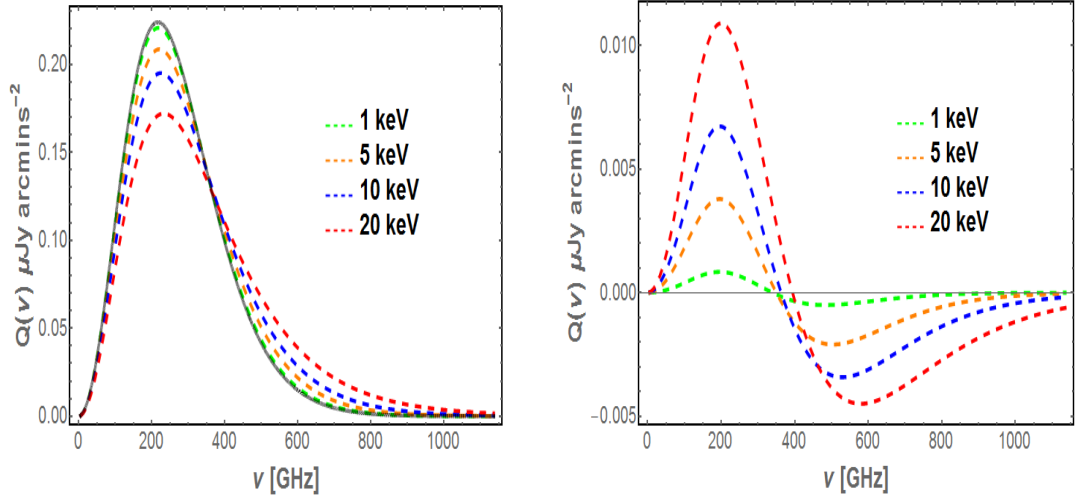 Q(ν) μJy arcmins⁻²
0.20
0.15
0.10
0.05
0.00
0
200
400
600
800
1000
ν [GHz]
1 keV
5 keV
10 keV
20 keV
Q(ν) μJy arcmins⁻²
0.010
0.005
0.000
−0.005
0
200
400
600
800
1000
ν [GHz]
1 keV
5 keV
10 keV
20 keV